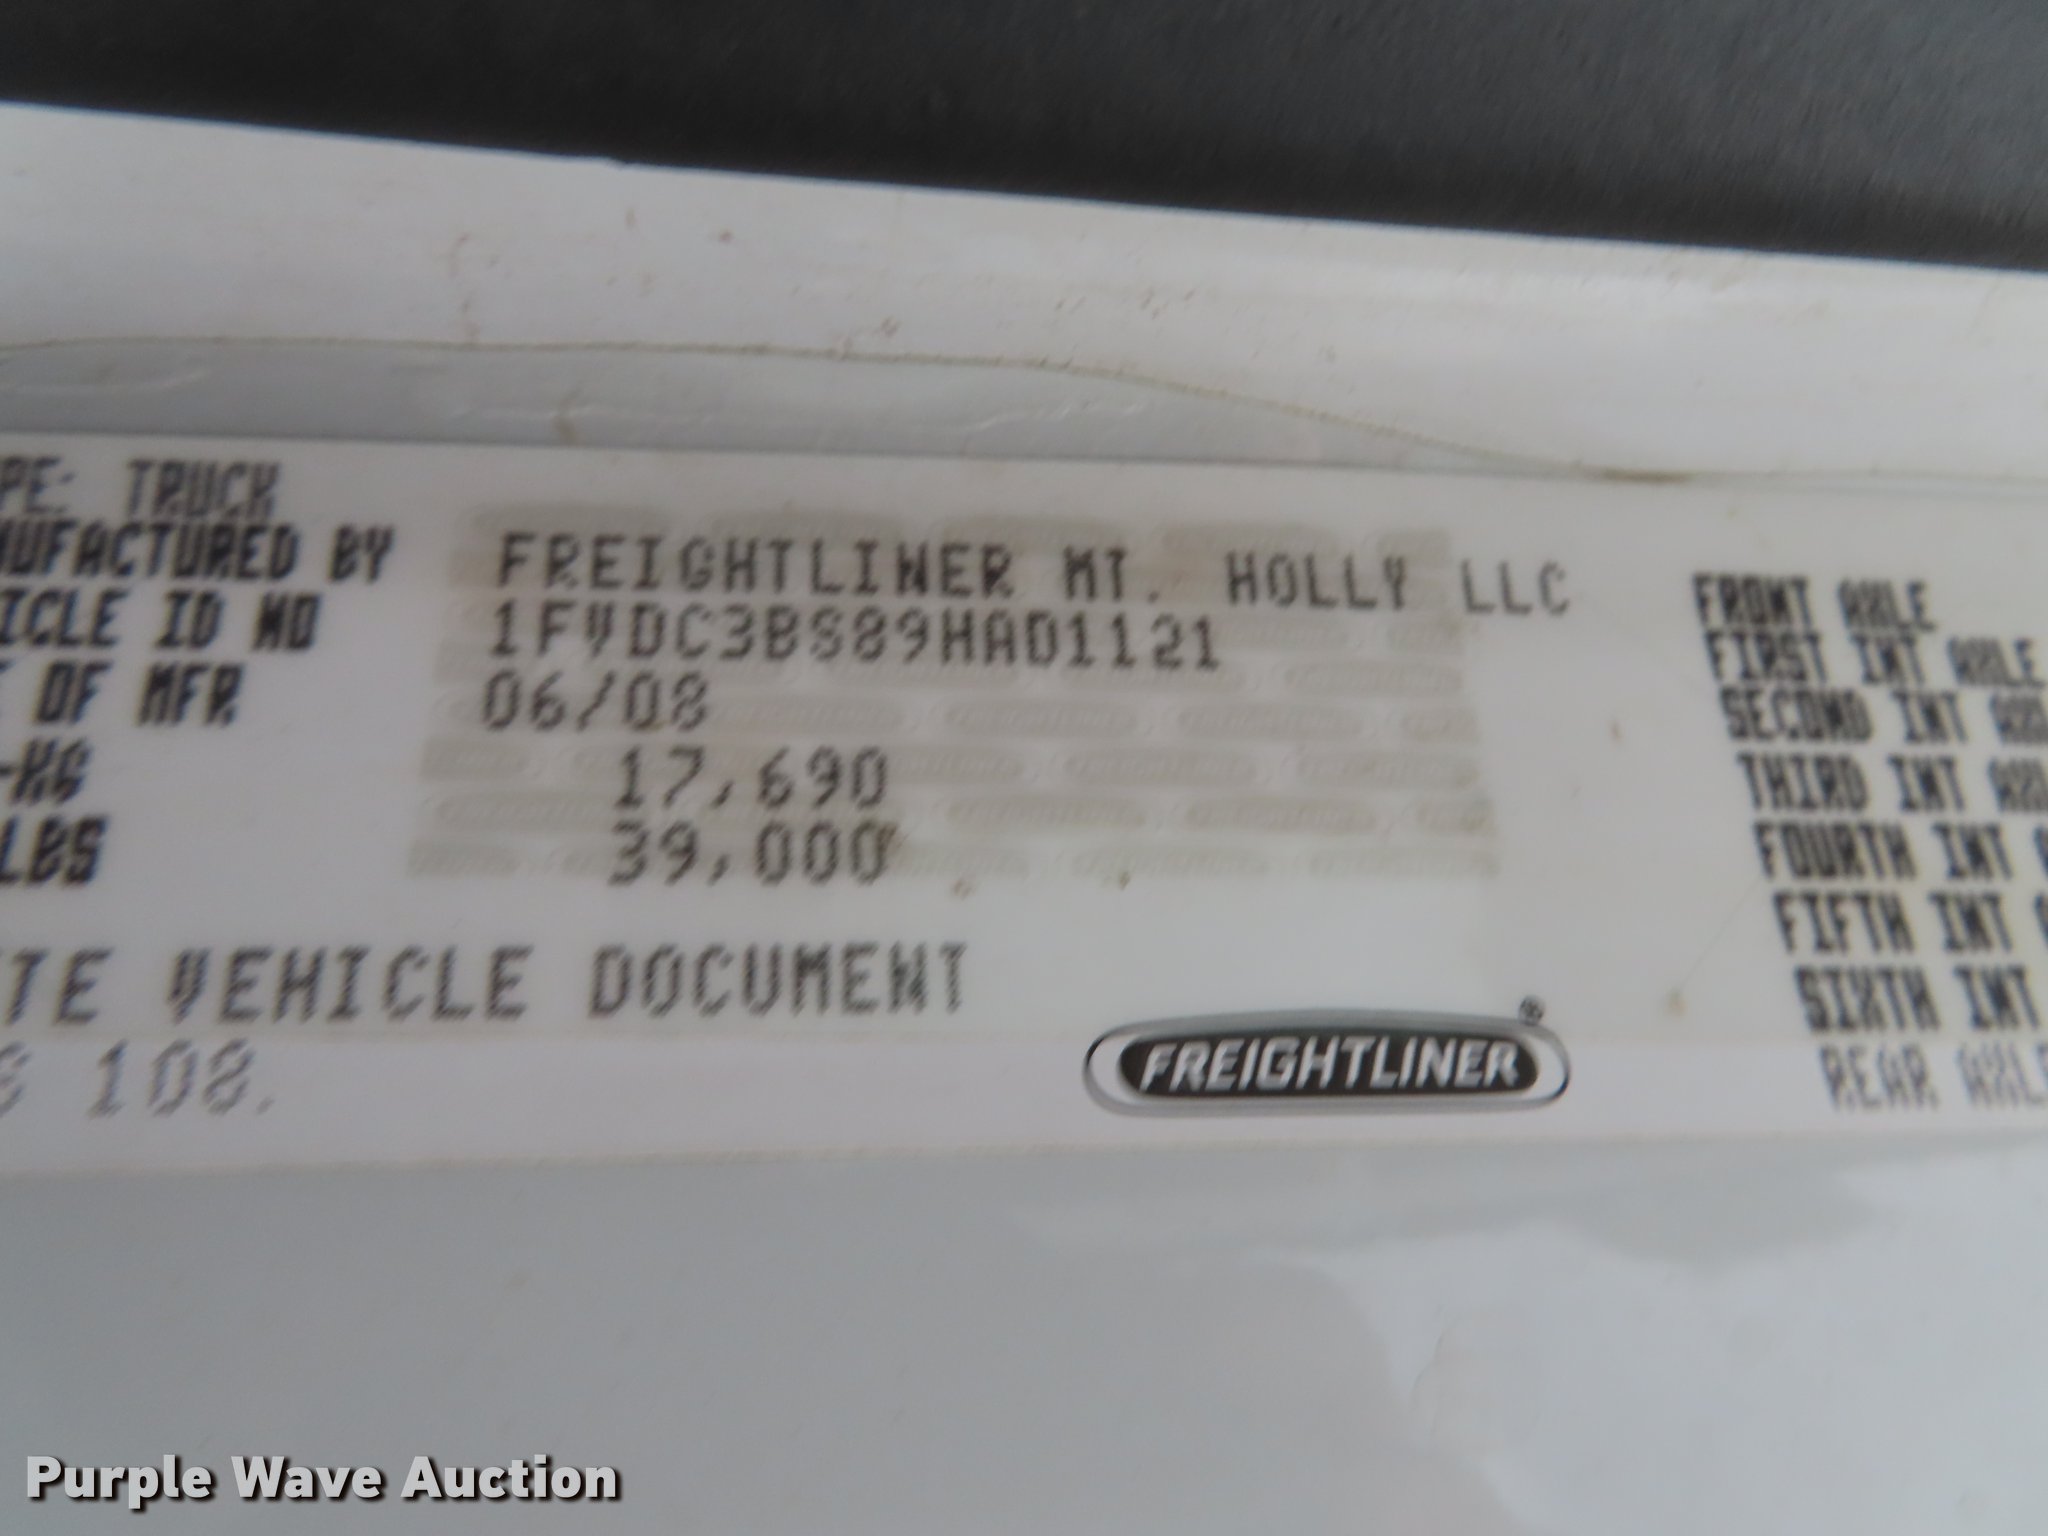 PE: TRUCK
NUFACTURED BY FREIGHTLINER MT. HOLLY LLC
ICLE ID NO 1FVDC3BS89HAD1121
OF MFR 06/08
-KG 17,690
LBS 39,000
TE VEHICLE DOCUMENT
108.
FREIGHTLINER®
FRONT AXLE
FIRST INT AXLE
SECOND INT AX
THIRD INT AX
FOURTH INT A
FIFTH INT
SIXTH INT
REAR AXLE
Purple Wave Auction